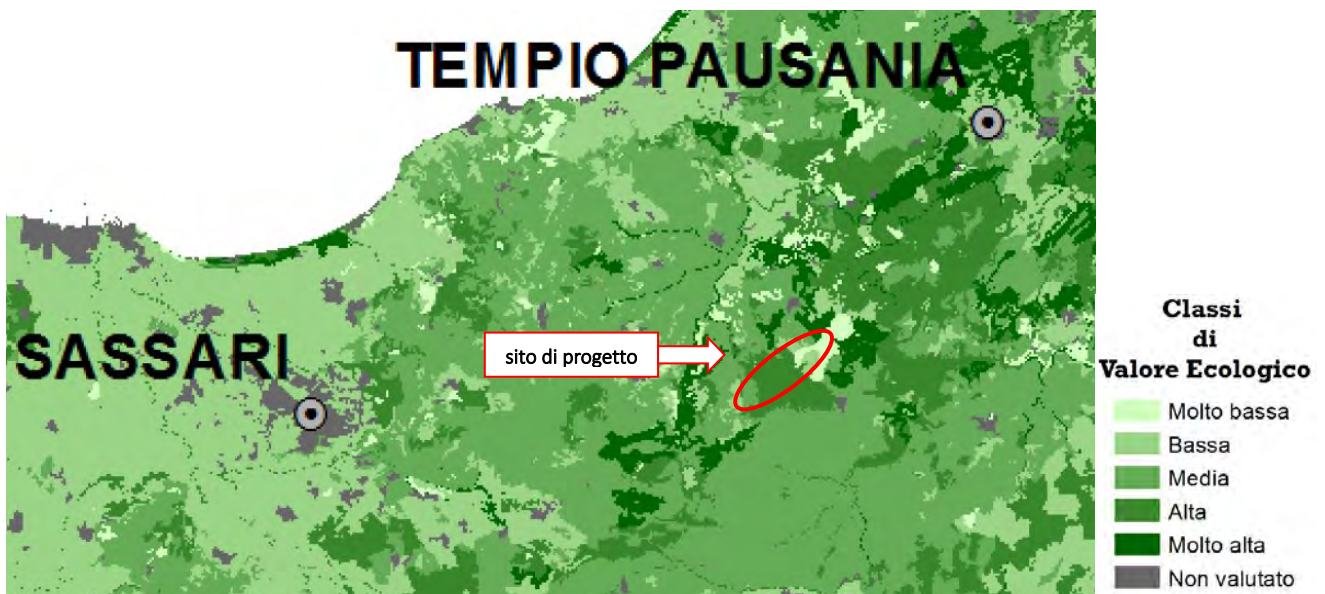 TEMPIO PAUSANIA
SASSARI
sito di progetto
Classi
di
Valore Ecologico
Molto bassa
Bassa
Media
Alta
Molto alta
Non valutato